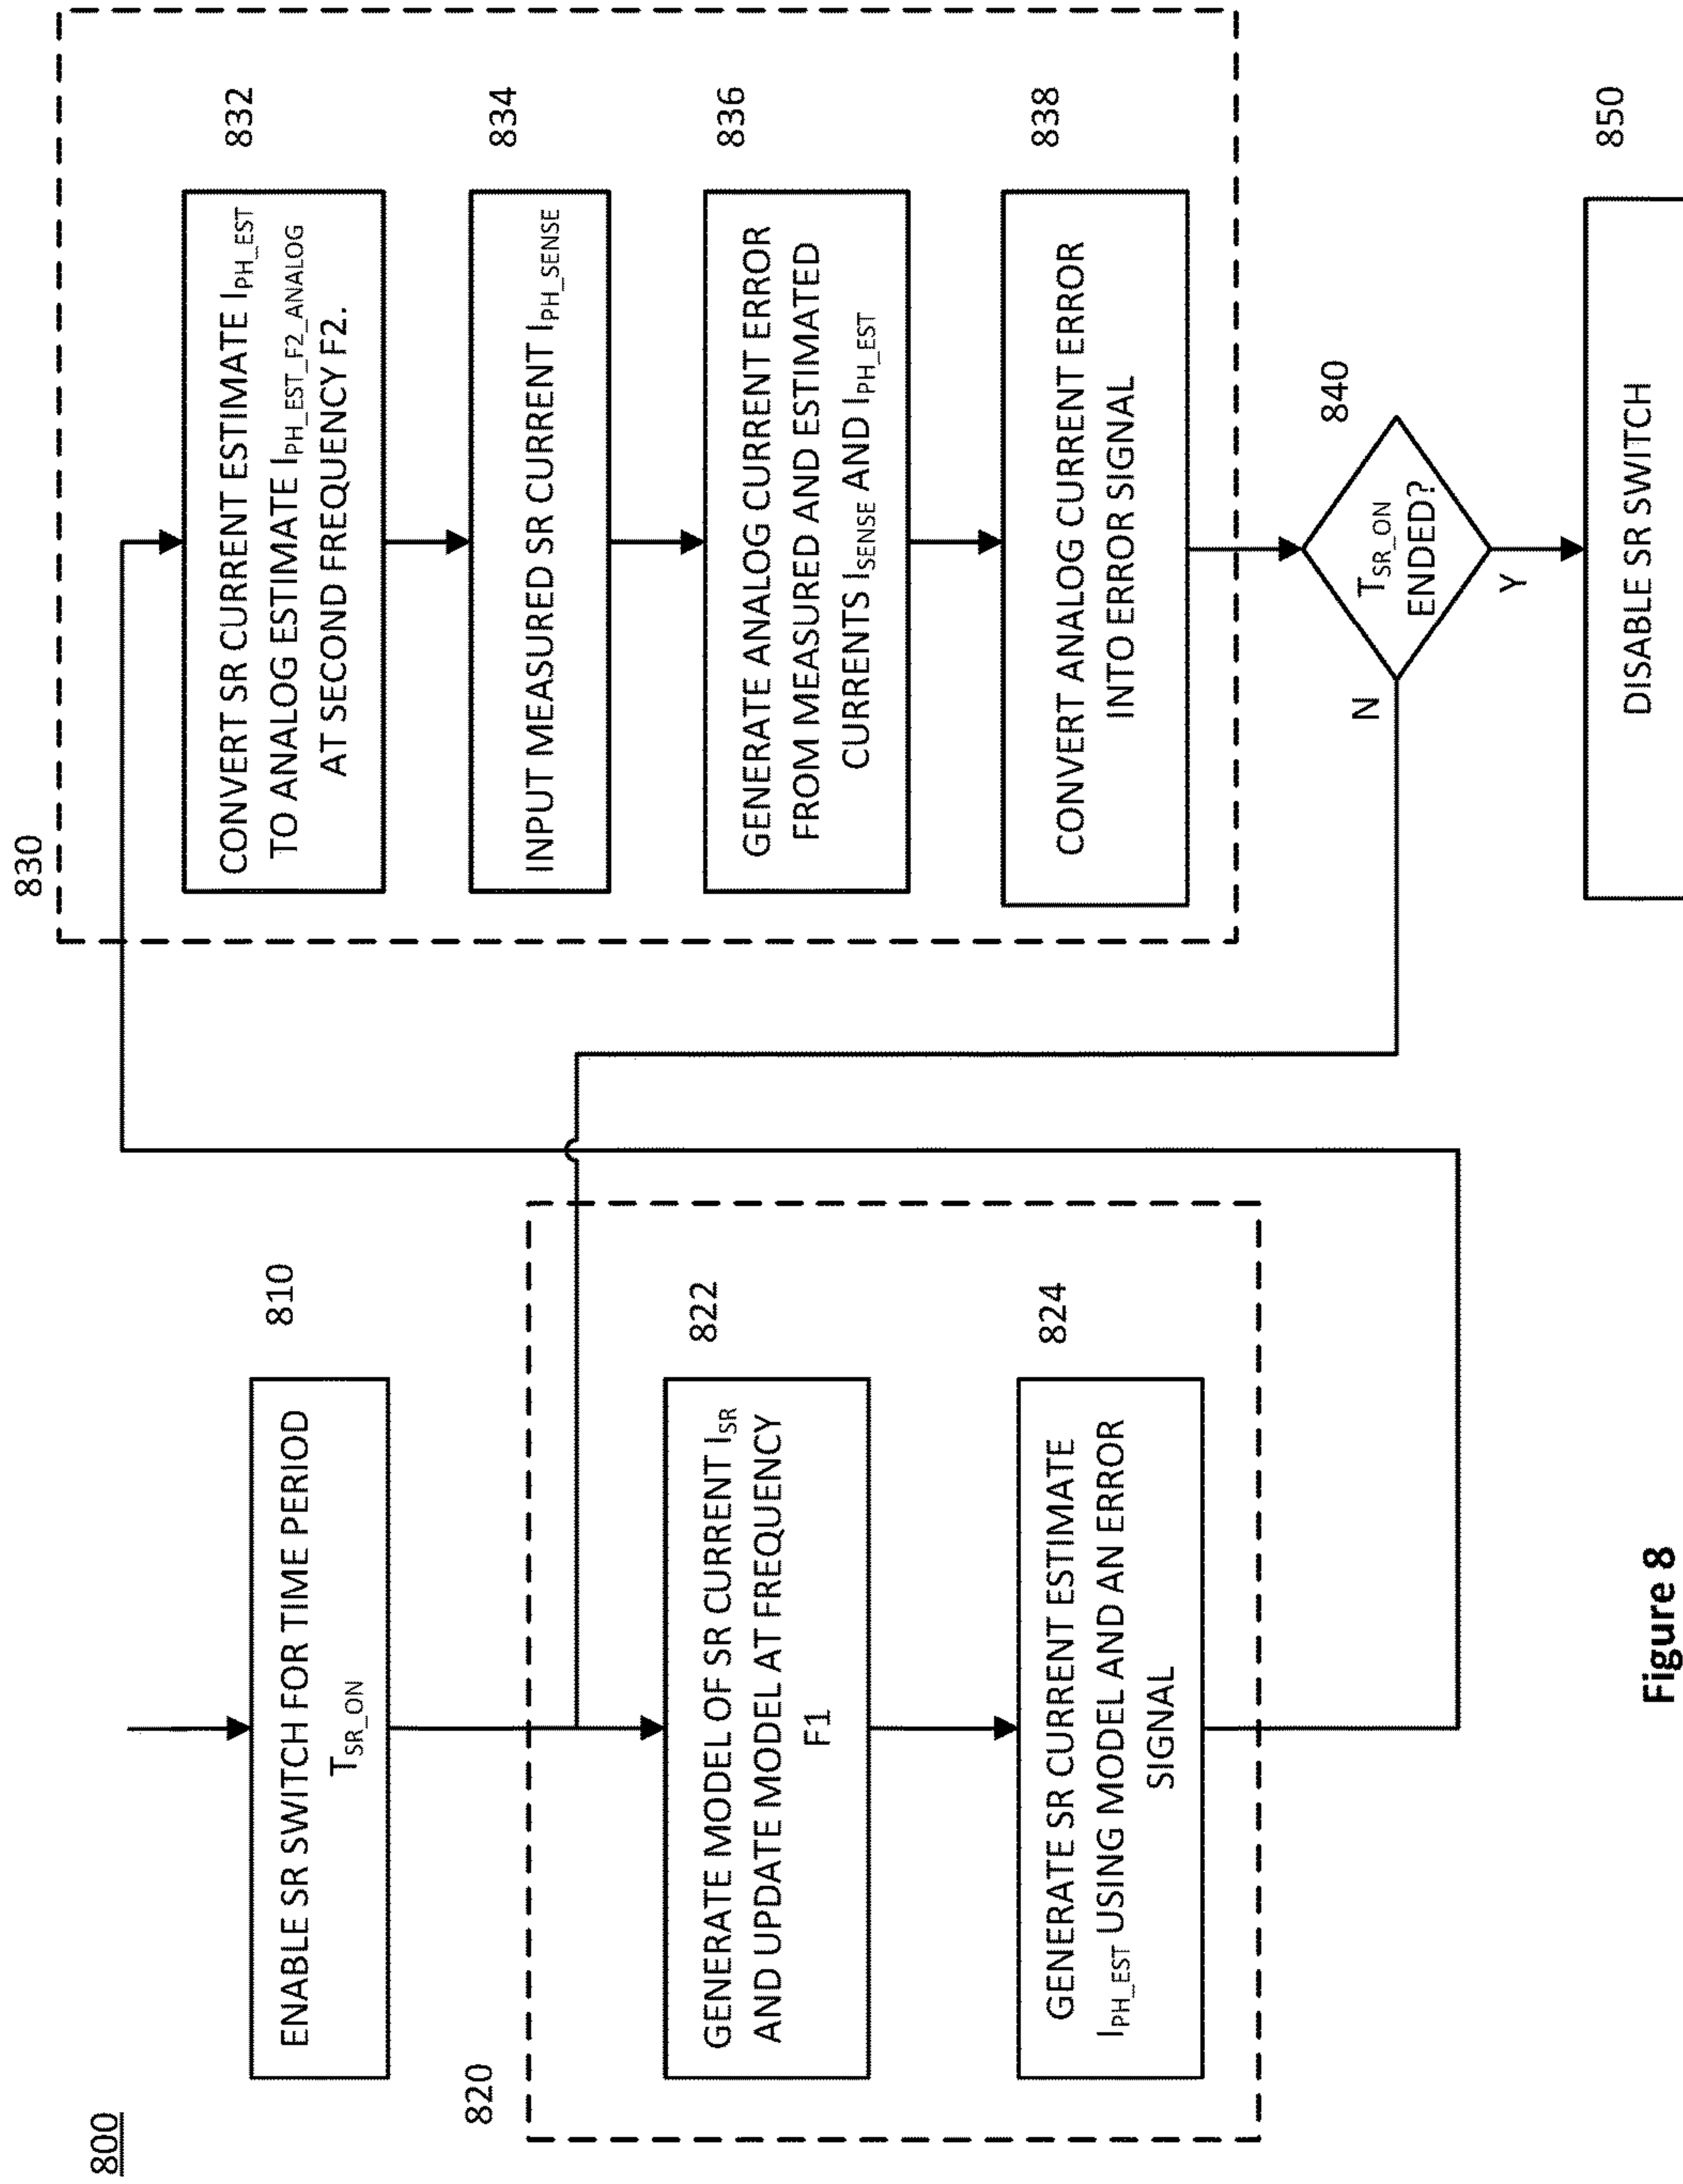 800
ENABLE SR SWITCH FOR TIME PERIOD
T_SR_ON
810
820
GENERATE MODEL OF SR CURRENT I_SR
AND UPDATE MODEL AT FREQUENCY
F1
822
GENERATE SR CURRENT ESTIMATE
I_PH_EST USING MODEL AND AN ERROR
SIGNAL
824
830
CONVERT SR CURRENT ESTIMATE I_PH_EST
TO ANALOG ESTIMATE I_PH_EST_F2_ANALOG
AT SECOND FREQUENCY F2.
832
INPUT MEASURED SR CURRENT I_PH_SENSE
834
GENERATE ANALOG CURRENT ERROR
FROM MEASURED AND ESTIMATED
CURRENTS I_SENSE AND I_PH_EST
836
CONVERT ANALOG CURRENT ERROR
INTO ERROR SIGNAL
838
840
T_SR_ON
ENDED?
N
Y
DISABLE SR SWITCH
850
Figure 8